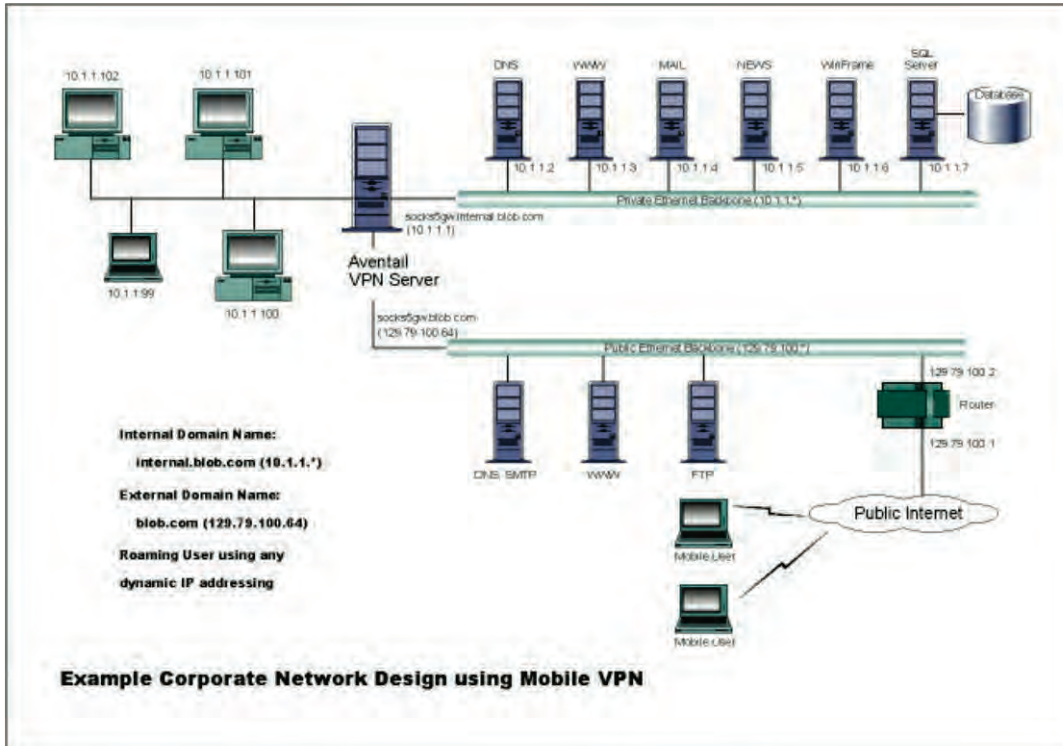 10.1.1.102
10.1.1.101
DNS
WWW
MAIL
NEWS
WinFrame
SQL
Server
Database
10.1.1.2
10.1.1.3
10.1.1.4
10.1.1.5
10.1.1.6
10.1.1.7
Private Ethernet Backbone (10.1.1.*)
socks5gw.internal.blob.com
(10.1.1.1)
Aventail
VPN Server
10.1.1.99
10.1.1.100
socks5gw.blob.com
(129.79.100.64)
Public Ethernet Backbone (129.79.100.*)
129.79.100.2
Router
129.79.100.1
DNS, SMTP
WWW
FTP
Public Internet
Mobile User
Mobile User
Internal Domain Name:
internal.blob.com (10.1.1.*)
External Domain Name:
blob.com (129.79.100.64)
Roaming User using any
dynamic IP addressing
Example Corporate Network Design using Mobile VPN